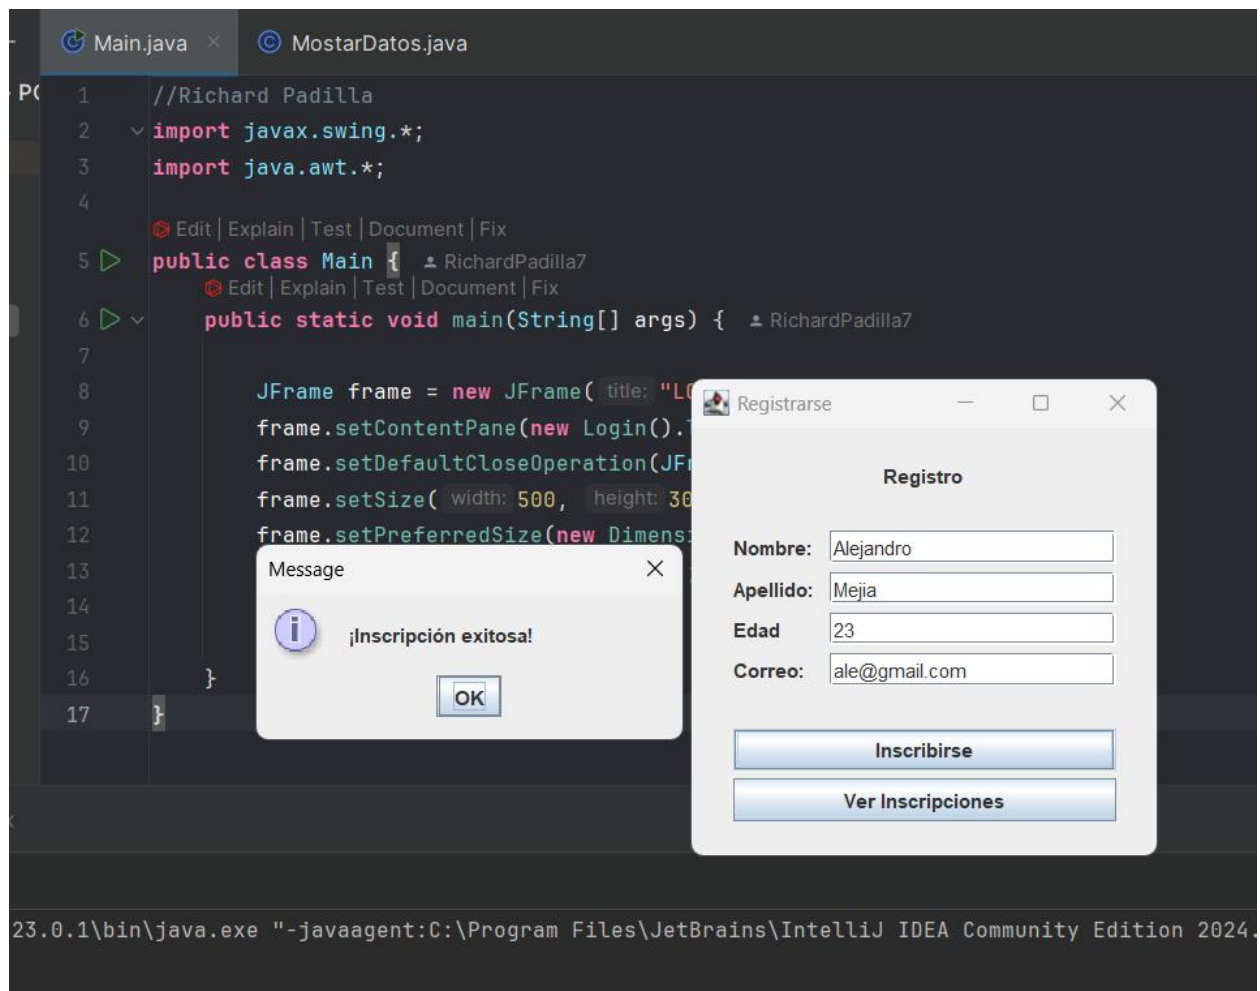 Main.java
MostarDatos.java
1 //Richard Padilla
2 import javax.swing.*;
3 import java.awt.*;
4
Edit | Explain | Test | Document | Fix
5 public class Main { RichardPadilla7
Edit | Explain | Test | Document | Fix
6 public static void main(String[] args) { RichardPadilla7
7
8 JFrame frame = new JFrame( title:
9 frame.setContentPane(new Login().
10 frame.setDefaultCloseOperation(
11 frame.setSize( width: 500, height:
12 frame.setPreferredSize(new
13
14
15
16 }
17 }
Message
¡Inscripción exitosa!
OK
Registrarse
Registro
Nombre: Alejandro
Apellido: Mejia
Edad 23
Correo: ale@gmail.com
Inscribirse
Ver Inscripciones
23.0.1\bin\java.exe "-javaagent:C:\Program Files\JetBrains\IntelliJ IDEA Community Edition 2024.